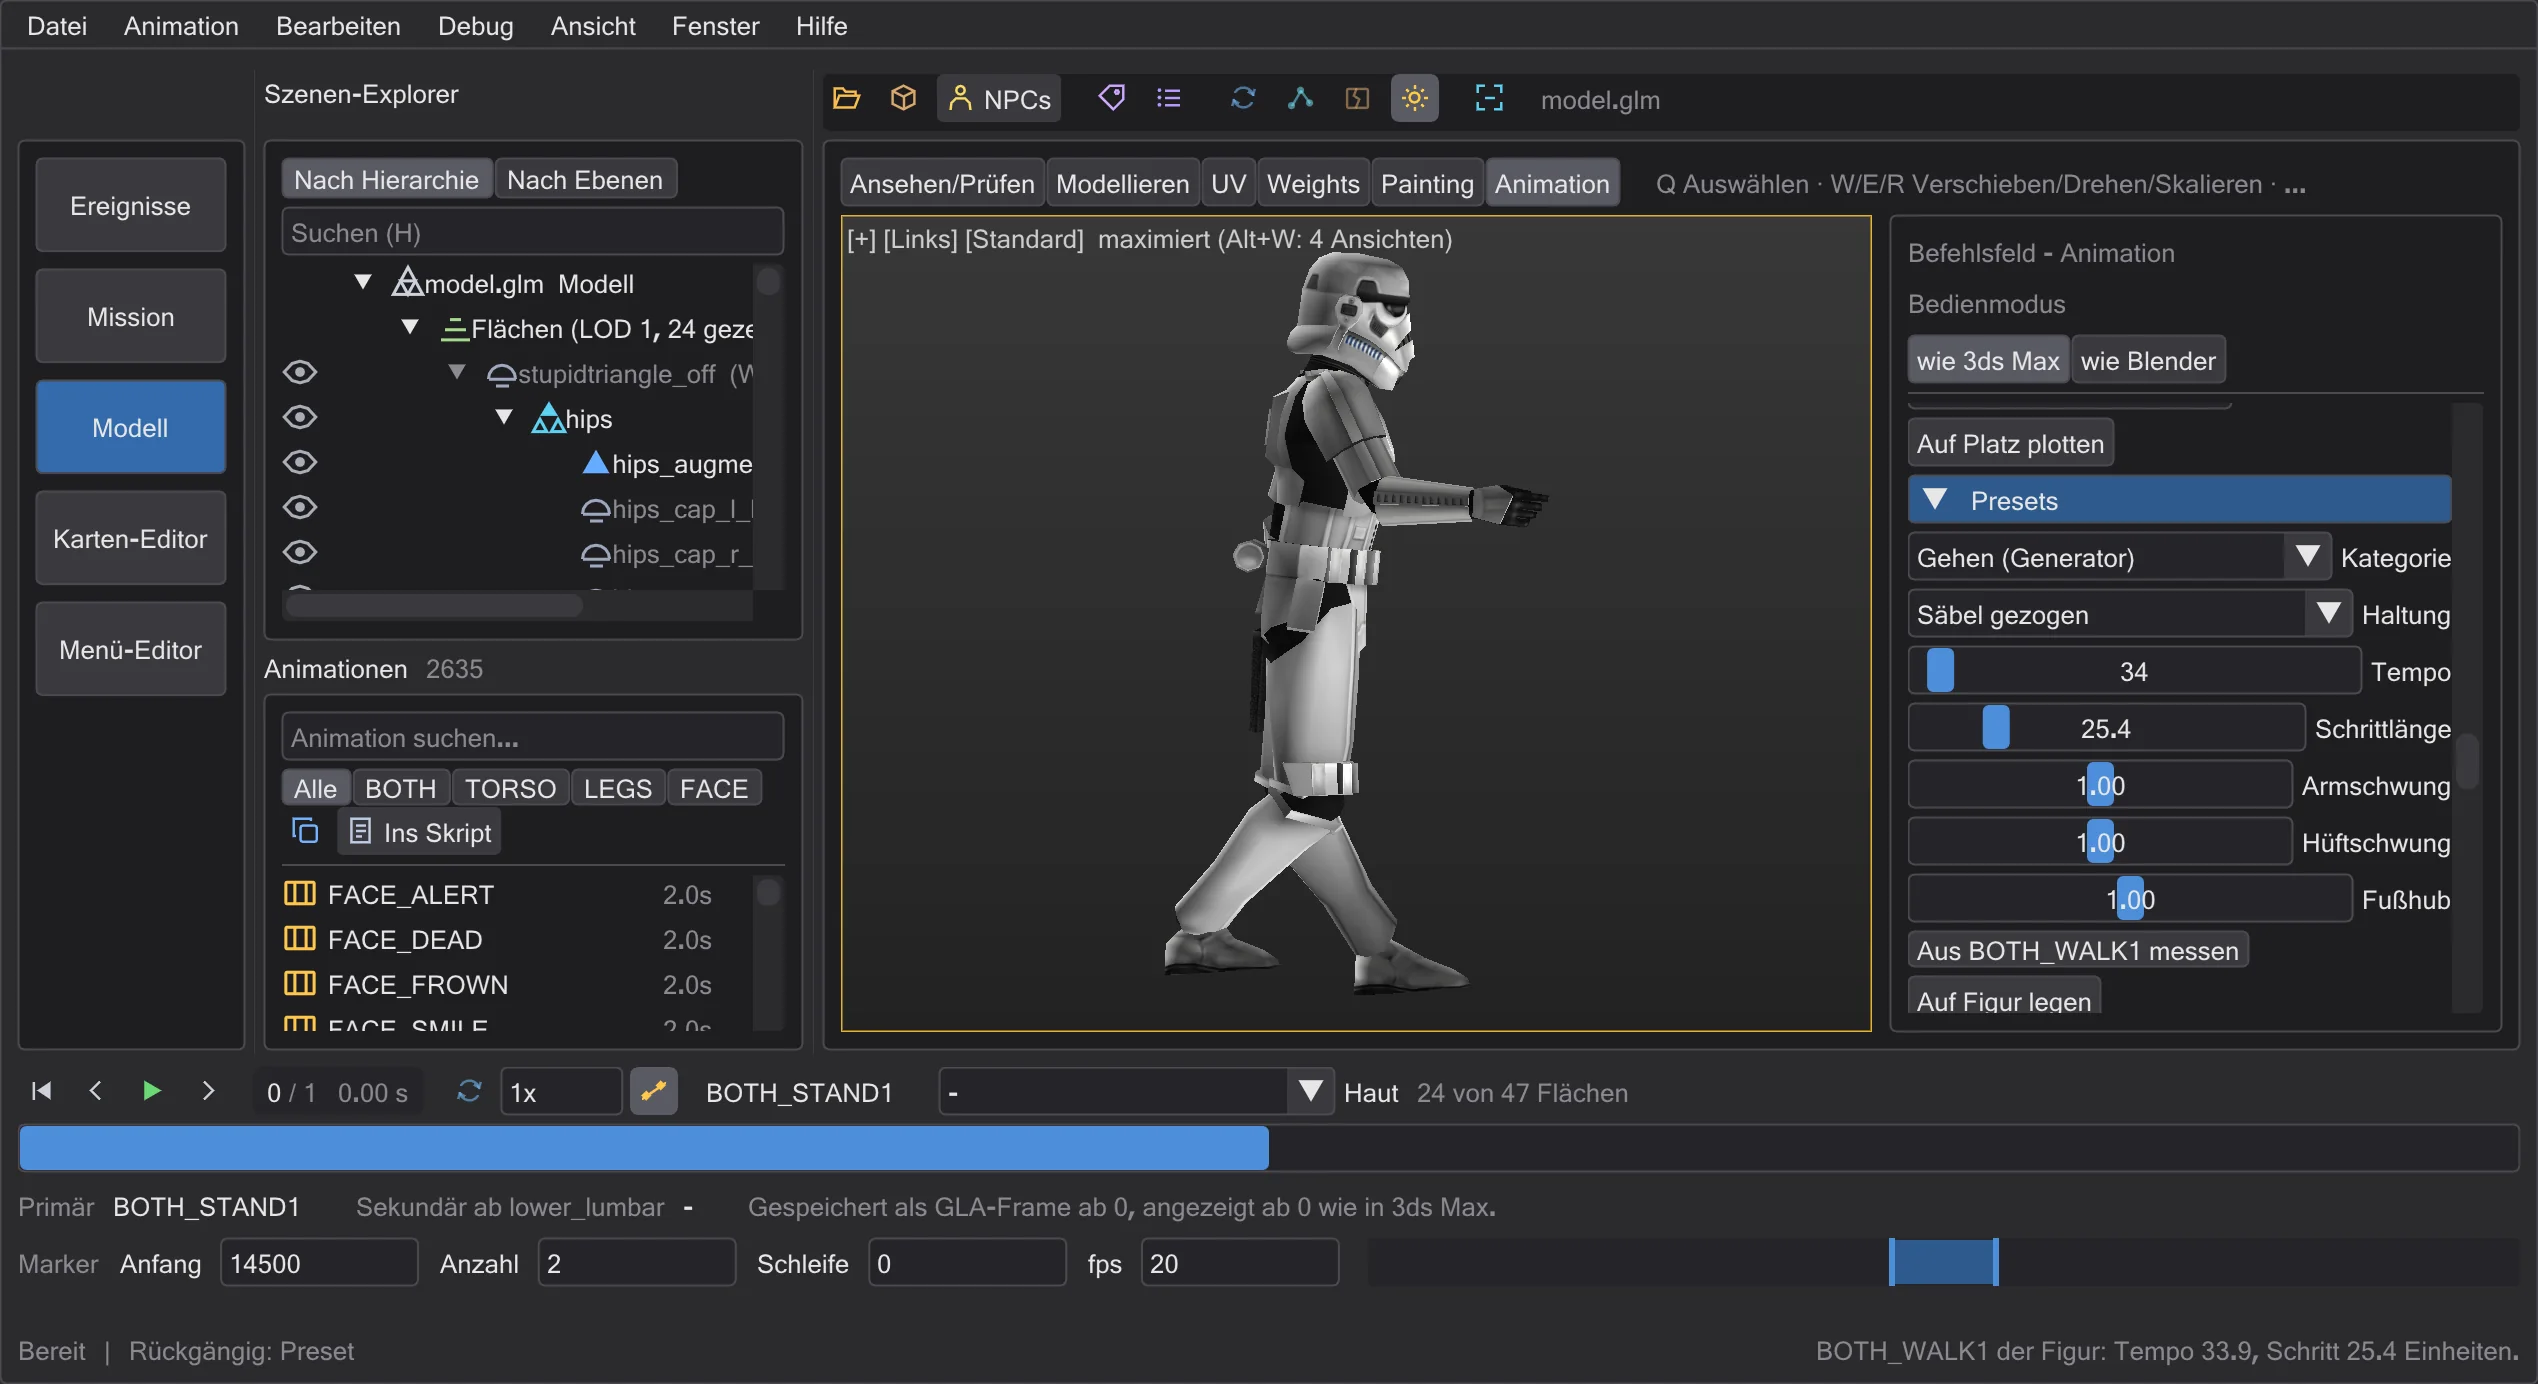 Datei Animation Bearbeiten Debug Ansicht Fenster Hilfe
Szenen-Explorer
NPCs model.glm
Ereignisse
Mission
Modell
Karten-Editor
Menü-Editor
Nach Hierarchie Nach Ebenen
Suchen (H)
model.glm Modell
Flächen (LOD 1, 24 geze
stupidtriangle_off (W
hips
hips_augme
hips_cap_l_
hips_cap_r_
Animationen 2635
Animation suchen...
Alle BOTH TORSO LEGS FACE
Ins Skript
FACE_ALERT 2.0s
FACE_DEAD 2.0s
FACE_FROWN 2.0s
FACE_SMILE 2.0s
Ansehen/Prüfen Modellieren UV Weights Painting Animation Q Auswählen · W/E/R Verschieben/Drehen/Skalieren · ...
[+] [Links] [Standard] maximiert (Alt+W: 4 Ansichten)
Befehlsfeld - Animation
Bedienmodus
wie 3ds Max wie Blender
Auf Platz plotten
Presets
Gehen (Generator) Kategorie
Säbel gezogen Haltung
34 Tempo
25.4 Schrittlänge
1.00 Armschwung
1.00 Hüftschwung
1.00 Fußhub
Aus BOTH_WALK1 messen
Auf Figur legen
0 / 1 0.00 s 1x BOTH_STAND1 - Haut 24 von 47 Flächen
Primär BOTH_STAND1 Sekundär ab lower_lumbar - Gespeichert als GLA-Frame ab 0, angezeigt ab 0 wie in 3ds Max.
Marker Anfang 14500 Anzahl 2 Schleife 0 fps 20
Bereit | Rückgängig: Preset
BOTH_WALK1 der Figur: Tempo 33.9, Schritt 25.4 Einheiten.